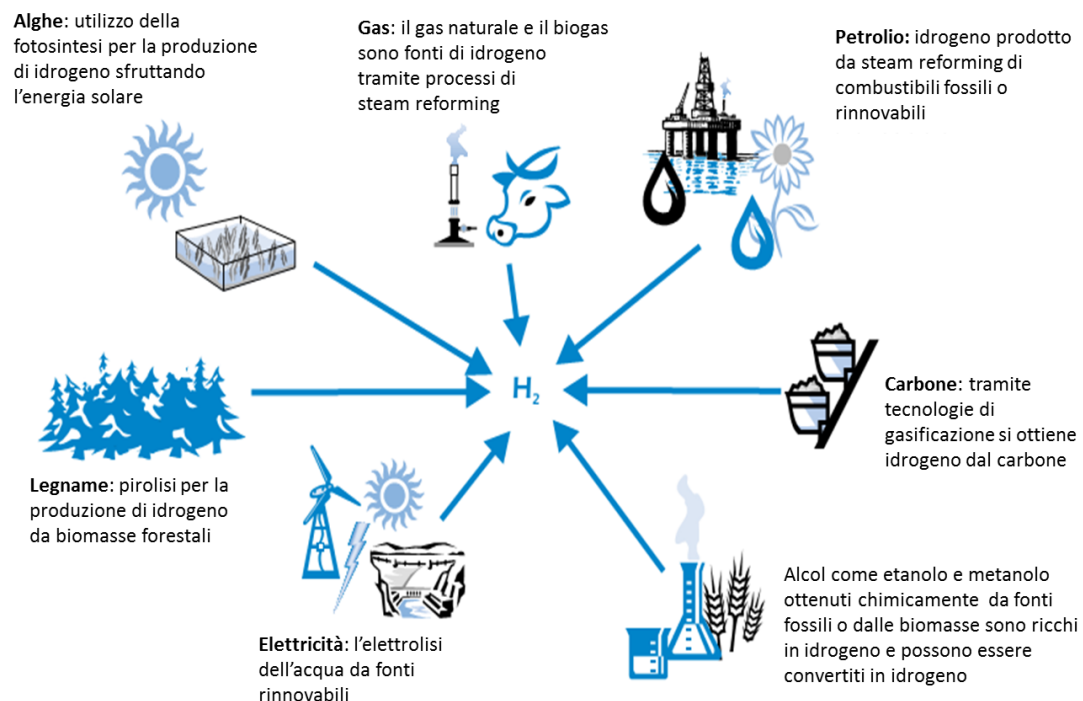 Alghe: utilizzo della
fotosintesi per la produzione
di idrogeno sfruttando
l'energia solare
Gas: il gas naturale e il biogas
sono fonti di idrogeno
tramite processi di
steam reforming
Petrolio: idrogeno prodotto
da steam reforming di
combustibili fossili o
rinnovabili
H₂
Carbone: tramite
tecnologie di
gasificazione si ottiene
idrogeno dal carbone
Legname: pirolisi per la
produzione di idrogeno
da biomasse forestali
Elettricità: l'elettrolisi
dell'acqua da fonti
rinnovabili
Alcol come etanolo e metanolo
ottenuti chimicamente  da fonti
fossili o dalle biomasse sono ricchi
in idrogeno e possono essere
convertiti in idrogeno